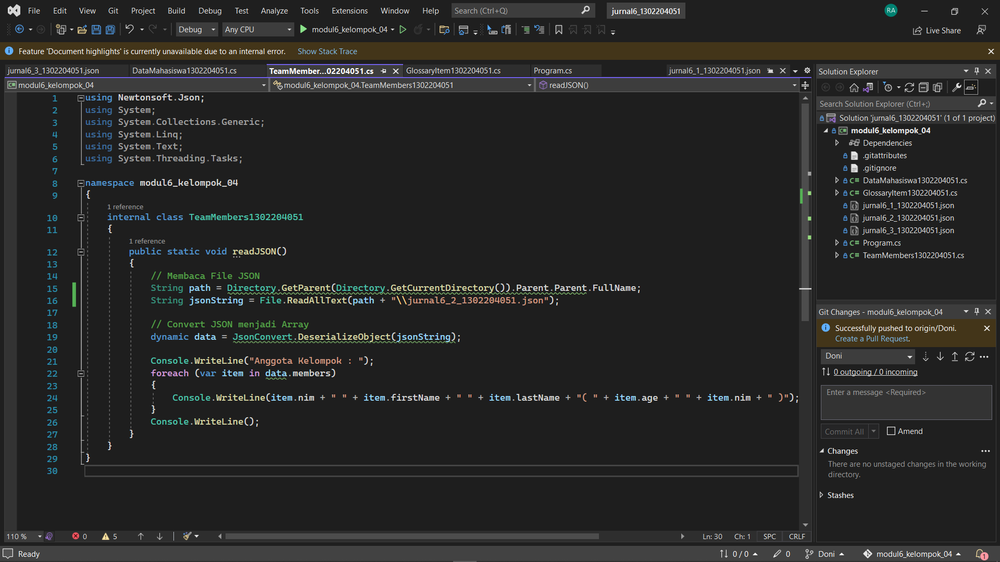 File Edit View Git Project Build Debug Test Analyze Tools Extensions Window Help Search (Ctrl+Q) jurnal6_1302204051 RA
Debug Any CPU modul6_kelompok_04 Live Share
Feature 'Document highlights' is currently unavailable due to an internal error. Show Stack Trace
jurnal6_3_1302204051.json DataMahasiswa1302204051.cs TeamMember...02204051.cs GlossaryItem1302204051.cs Program.cs jurnal6_1_1302204051.json
modul6_kelompok_04 modul6_kelompok_04.TeamMembers1302204051 readJSON()
1 using Newtonsoft.Json;
2 using System;
3 using System.Collections.Generic;
4 using System.Linq;
5 using System.Text;
6 using System.Threading.Tasks;
7
8 namespace modul6_kelompok_04
9 {
1 reference
10 internal class TeamMembers1302204051
11 {
1 reference
12 public static void readJSON()
13 {
14 // Membaca File JSON
15 String path = Directory.GetParent(Directory.GetCurrentDirectory()).Parent.Parent.FullName;
16 String jsonString = File.ReadAllText(path + "\\jurnal6_2_1302204051.json");
17
18 // Convert JSON menjadi Array
19 dynamic data = JsonConvert.DeserializeObject(jsonString);
20
21 Console.WriteLine("Anggota Kelompok : ");
22 foreach (var item in data.members)
23 {
24 Console.WriteLine(item.nim + " " + item.firstName + " " + item.lastName + "( " + item.age + " " + item.nim + " )");
25 }
26 Console.WriteLine();
27 }
28 }
29 }
30
110 % 0 5 Ln: 30 Ch: 1 SPC CRLF
Solution Explorer
Search Solution Explorer (Ctrl+;)
Solution 'jurnal6_1302204051' (1 of 1 project)
modul6_kelompok_04
Dependencies
.gitattributes
.gitignore
C# DataMahasiswa1302204051.cs
C# GlossaryItem1302204051.cs
jurnal6_1_1302204051.json
jurnal6_2_1302204051.json
jurnal6_3_1302204051.json
C# Program.cs
C# TeamMembers1302204051.cs
Git Changes - modul6_kelompok_04
Successfully pushed to origin/Doni.
Create a Pull Request.
Doni
0 outgoing / 0 incoming
Enter a message <Required>
Commit All Amend
Changes
There are no unstaged changes in the working
directory.
Stashes
Ready 0 / 0 0 Doni modul6_kelompok_04 1